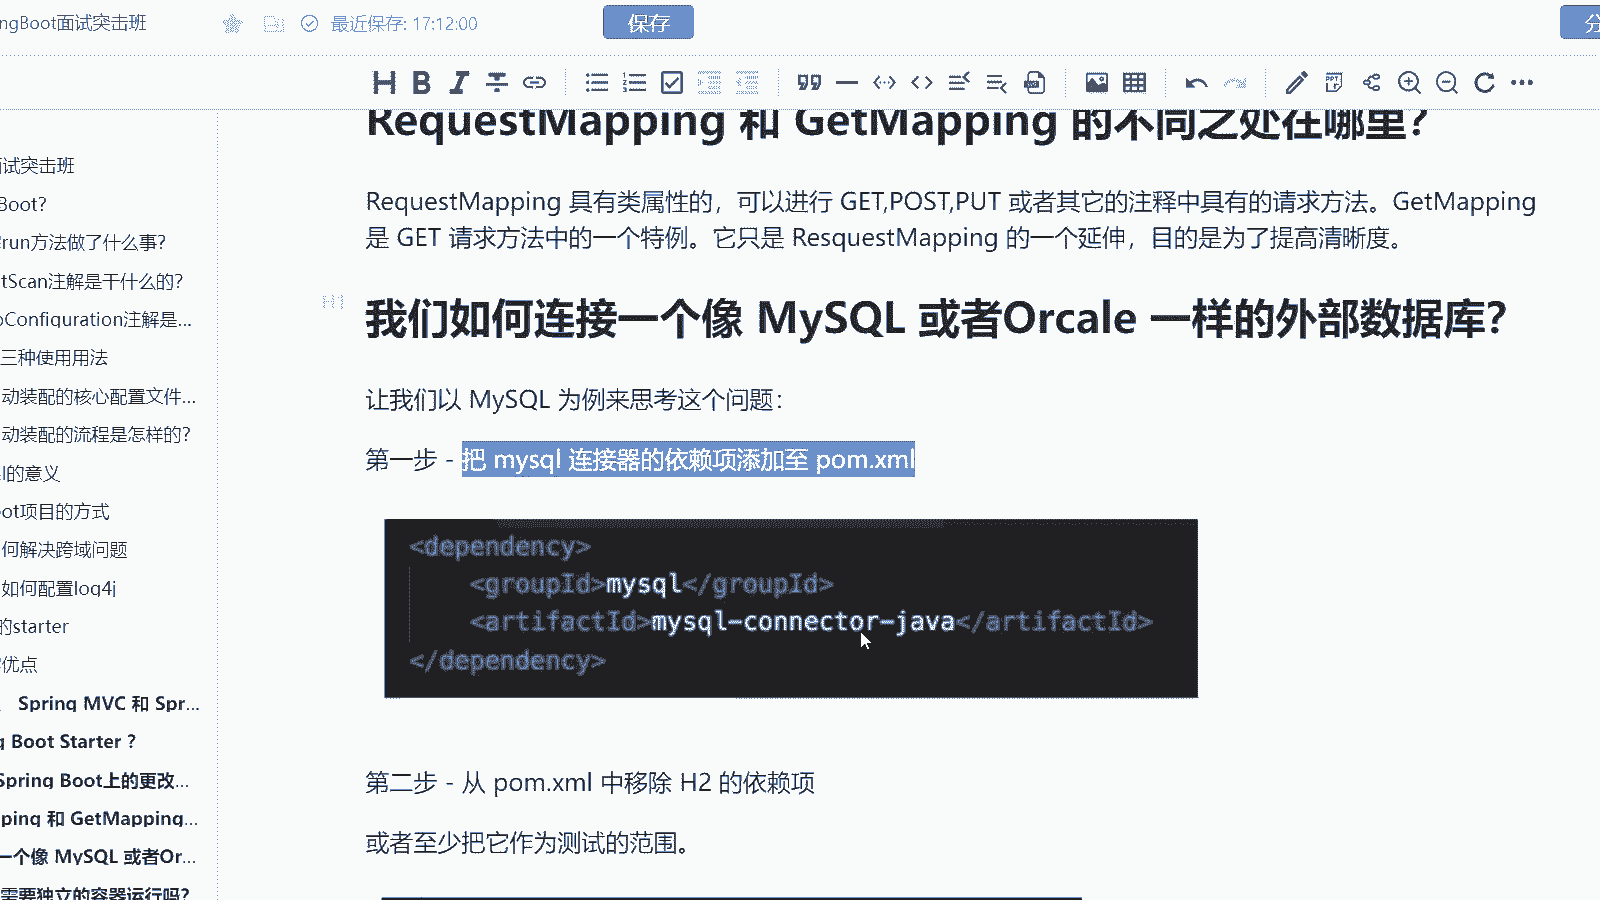 ngBoot面试突击班
最近保存: 17:12:00
保存
分
RequestMapping 和 GetMapping 的不同之处在哪里？
RequestMapping 具有类属性的，可以进行 GET,POST,PUT 或者其它的注释中具有的请求方法。GetMapping
是 GET 请求方法中的一个特例。它只是 ResquestMapping 的一个延伸，目的是为了提高清晰度。
H1
我们如何连接一个像 MySQL 或者Orcale 一样的外部数据库？
让我们以 MySQL 为例来思考这个问题：
第一步 - 把 mysql 连接器的依赖项添加至 pom.xml
<dependency>
<groupId>mysql</groupId>
<artifactId>mysql-connector-java</artifactId>
</dependency>
第二步 - 从 pom.xml 中移除 H2 的依赖项
或者至少把它作为测试的范围。
面试突击班
Boot?
run方法做了什么事?
tScan注解是干什么的?
oConfiguration注解是...
三种使用用法
动装配的核心配置文件...
动装配的流程是怎样的?
l的意义
ot项目的方式
何解决跨域问题
如何配置log4j
的starter
优点
Spring MVC 和 Spr...
g Boot Starter ?
Spring Boot上的更改...
ping 和 GetMapping...
一个像 MySQL 或者Or...
需要独立的容器运行吗?